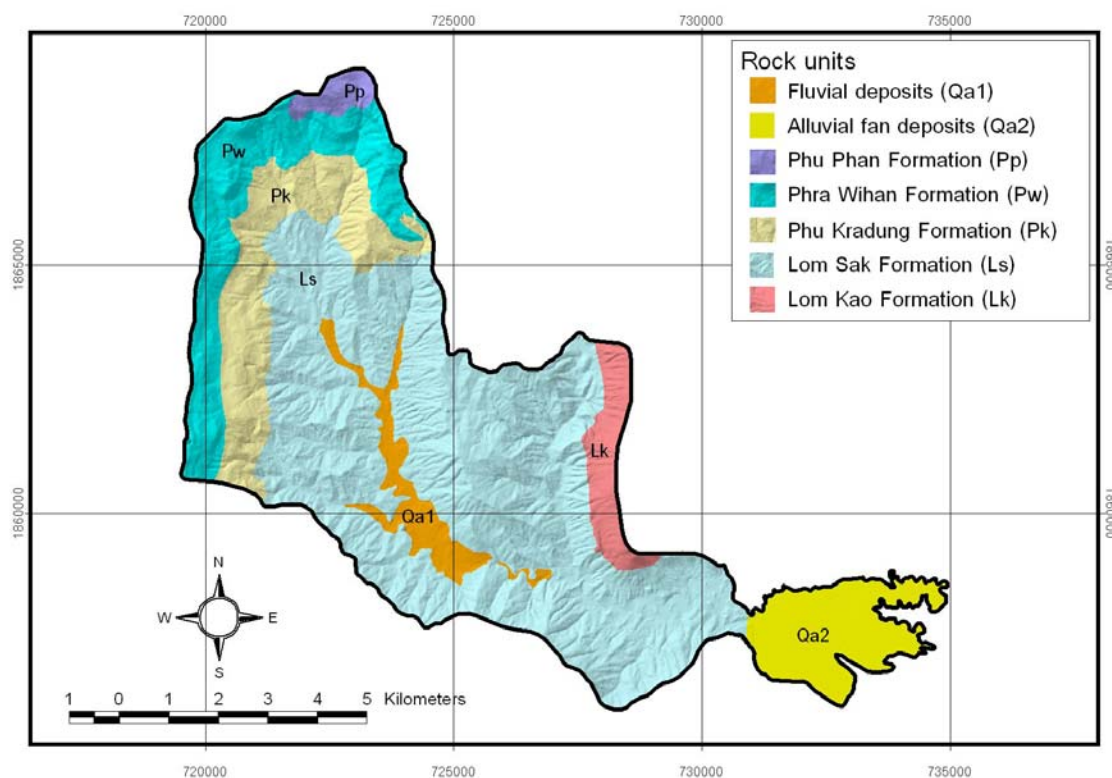 720000 725000 730000 735000
Rock units
Fluvial deposits (Qa1)
Alluvial fan deposits (Qa2)
Phu Phan Formation (Pp)
Phra Wihan Formation (Pw)
Phu Kradung Formation (Pk)
Lom Sak Formation (Ls)
Lom Kao Formation (Lk)
Pp
Pw
Pk
1865000
1865000
Ls
Lk
1860000
1860000
Qa1
Qa2
N
W E
S
1 0 1 2 3 4 5 Kilometers
720000 725000 730000 735000